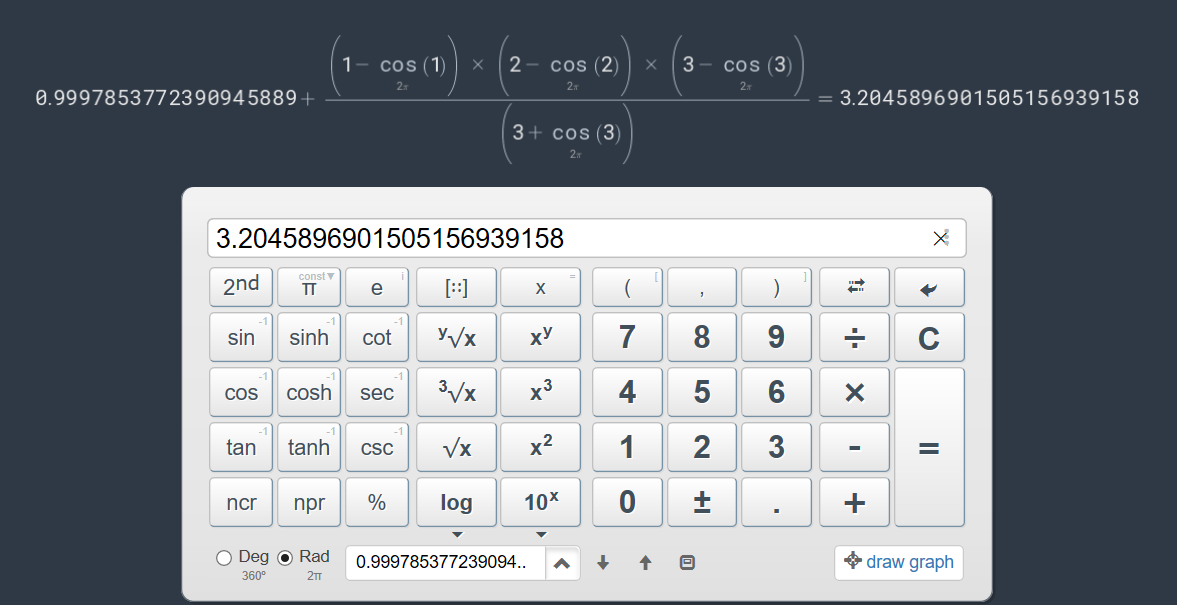 (1 − cos (1)) × (2 − cos (2)) × (3 − cos (3))
2π 2π 2π
0.9997853772390945889 + = 3.2045896901505156939158
(3 + cos (3))
2π
3.2045896901505156939158
2nd const▼ π e i [::] x = ( [ , ) ]
sin -1 sinh -1 cot -1 y√x xy 7 8 9 ÷ C
cos -1 cosh -1 sec -1 3√x x3 4 5 6 ×
tan -1 tanh -1 csc -1 √x x2 1 2 3 - =
ncr npr % log 10x 0 ± . +
Deg Rad 0.999785377239094.. draw graph
360° 2π